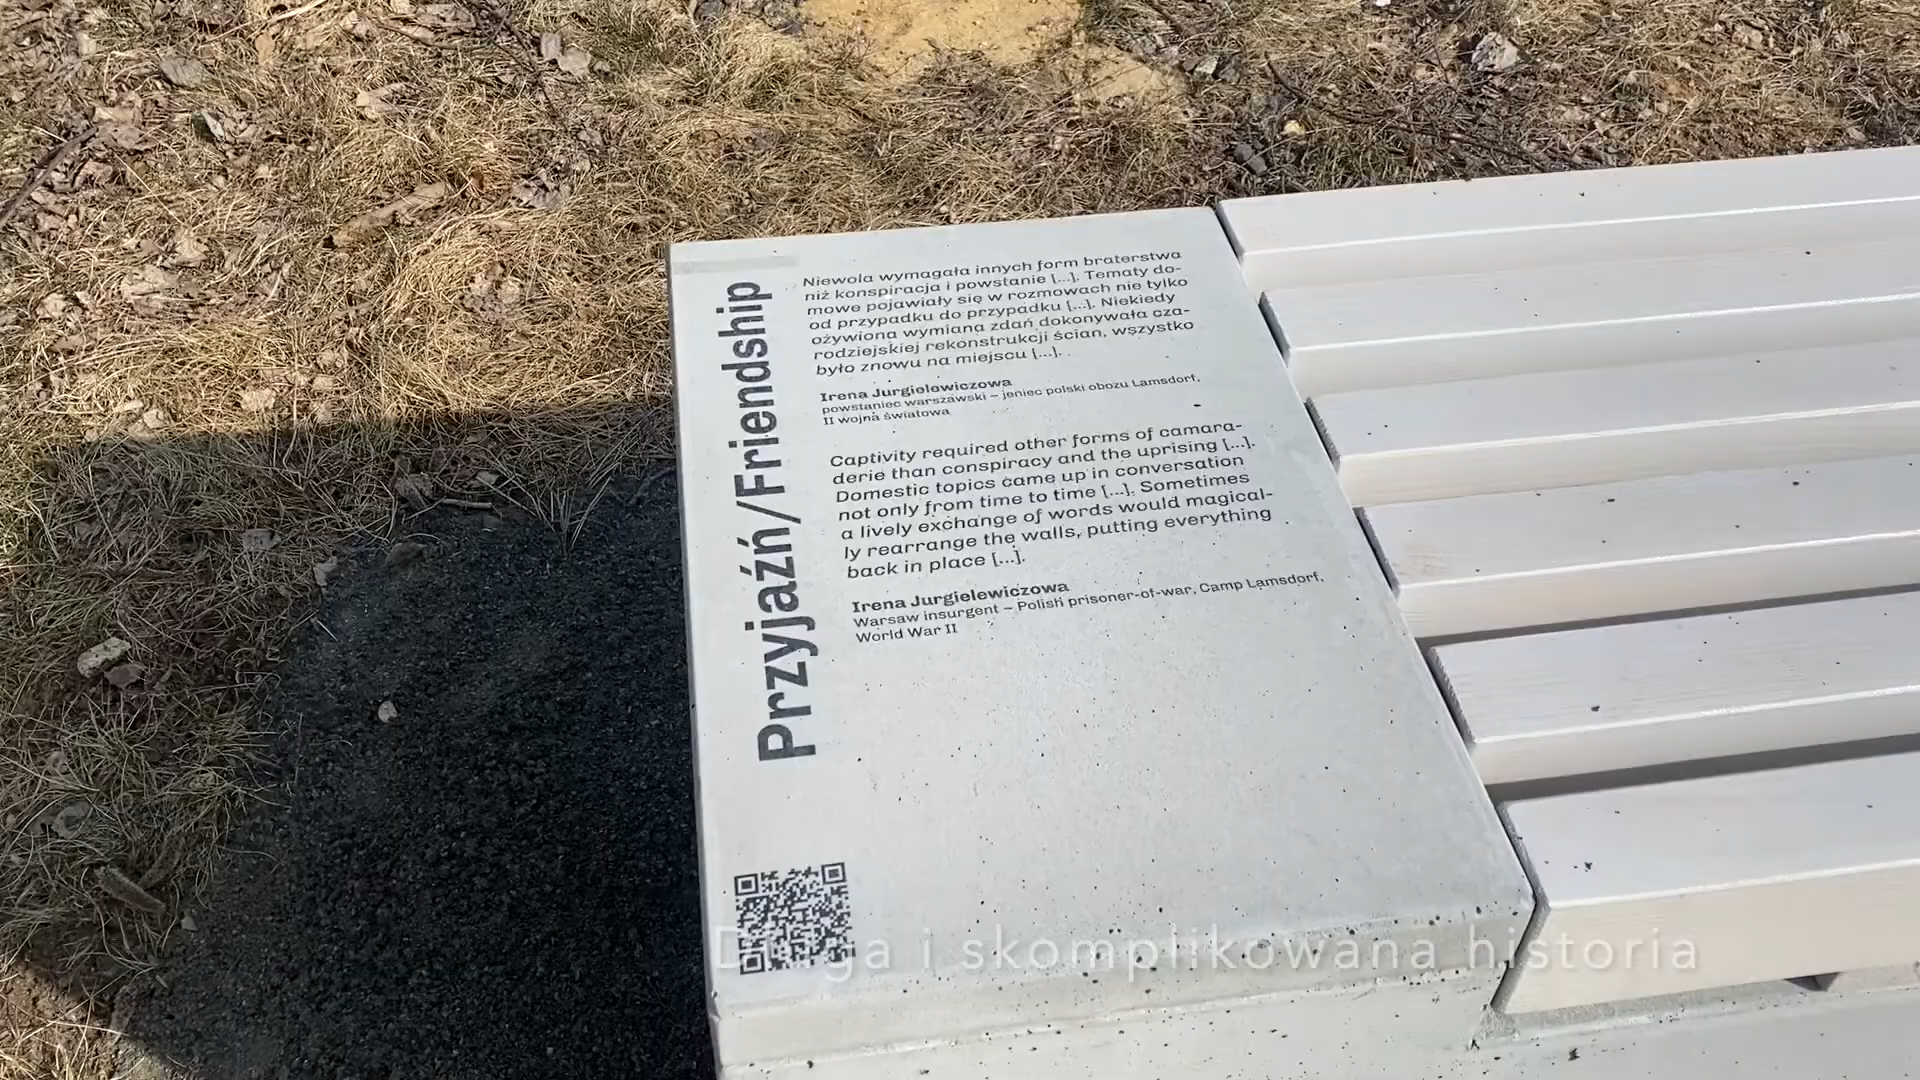 Przyjaźń/Friendship
Niewola wymagała innych form braterstwa
niż konspiracja i powstanie [...]. Tematy do-
mowe pojawiały się w rozmowach nie tylko
od przypadku do przypadku [...]. Niekiedy
ożywiona wymiana zdań dokonywała cza-
rodziejskiej rekonstrukcji ścian, wszystko
było znowu na miejscu [...].
Irena Jurgielewiczowa
powstaniec warszawski – jeniec polski obozu Lamsdorf,
II wojna światowa
Captivity required other forms of camara-
derie than conspiracy and the uprising [...].
Domestic topics came up in conversation
not only from time to time [...]. Sometimes
a lively exchange of words would magical-
ly rearrange the walls, putting everything
back in place [...].
Irena Jurgielewiczowa
Warsaw insurgent – Polish prisoner-of-war, Camp Lamsdorf,
World War II
Długa i skomplikowana historia